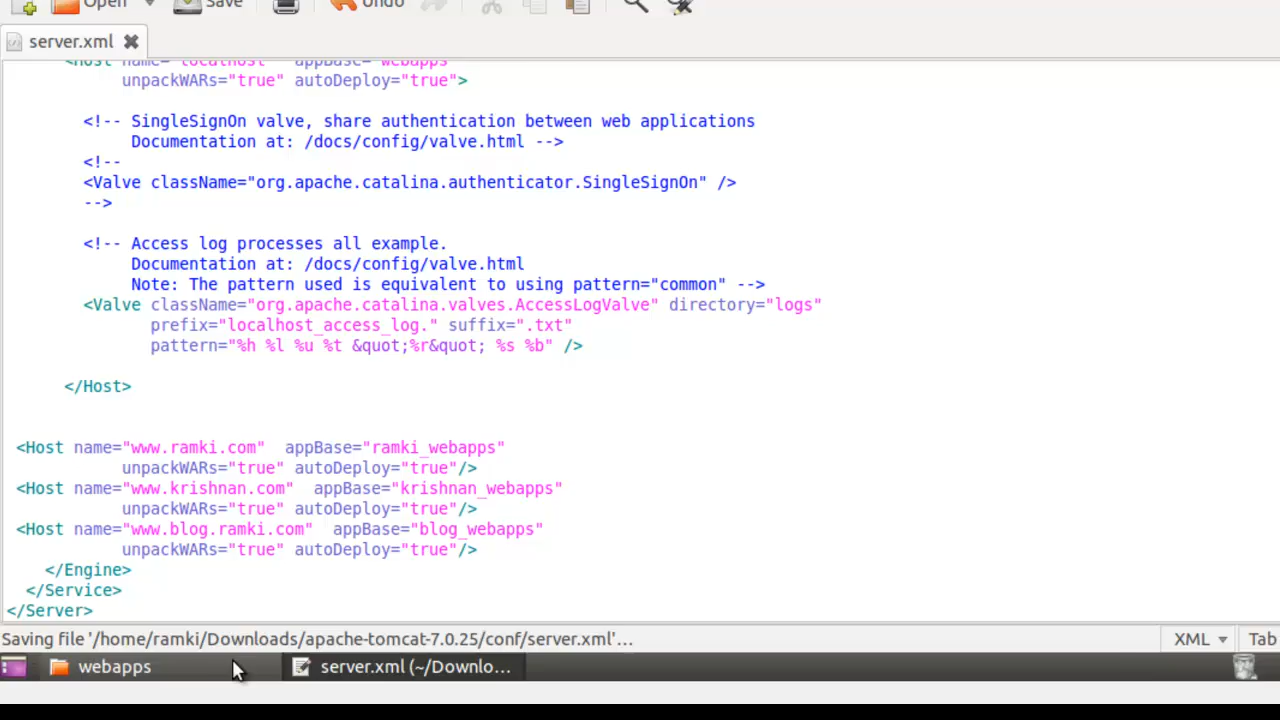 Open
Save
Undo
server.xml
<Host name="localhost"  appBase="webapps"
unpackWARs="true" autoDeploy="true">
<!-- SingleSignOn valve, share authentication between web applications
Documentation at: /docs/config/valve.html -->
<!--
<Valve className="org.apache.catalina.authenticator.SingleSignOn" />
-->
<!-- Access log processes all example.
Documentation at: /docs/config/valve.html
Note: The pattern used is equivalent to using pattern="common" -->
<Valve className="org.apache.catalina.valves.AccessLogValve" directory="logs"
prefix="localhost_access_log." suffix=".txt"
pattern="%h %l %u %t &quot;%r&quot; %s %b" />
</Host>
<Host name="www.ramki.com"  appBase="ramki_webapps"
unpackWARs="true" autoDeploy="true"/>
<Host name="www.krishnan.com"  appBase="krishnan_webapps"
unpackWARs="true" autoDeploy="true"/>
<Host name="www.blog.ramki.com"  appBase="blog_webapps"
unpackWARs="true" autoDeploy="true"/>
</Engine>
</Service>
</Server>
Saving file '/home/ramki/Downloads/apache-tomcat-7.0.25/conf/server.xml'...
XML
Tab
webapps
server.xml (~/Downlo...